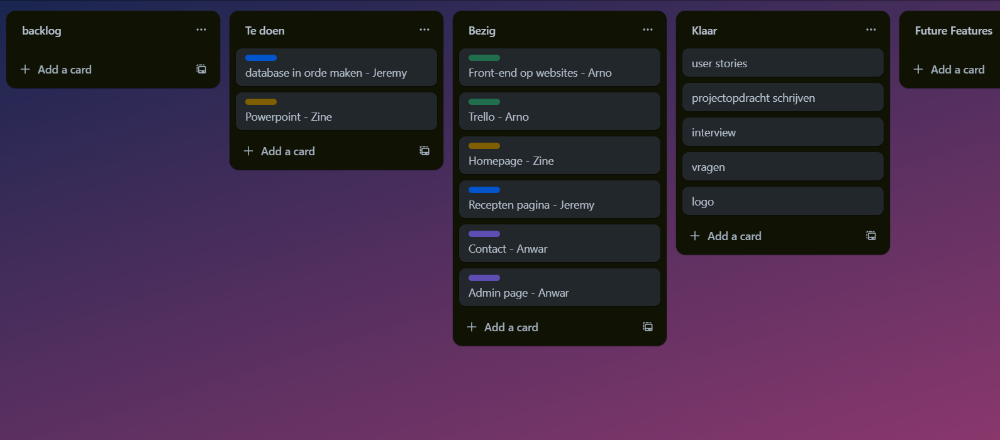 backlog
Add a card
Te doen
database in orde maken - Jeremy
Powerpoint - Zine
Add a card
Bezig
Front-end op websites - Arno
Trello - Arno
Homepage - Zine
Recepten pagina - Jeremy
Contact - Anwar
Admin page - Anwar
Add a card
Klaar
user stories
projectopdracht schrijven
interview
vragen
logo
Add a card
Future Features
Add a card